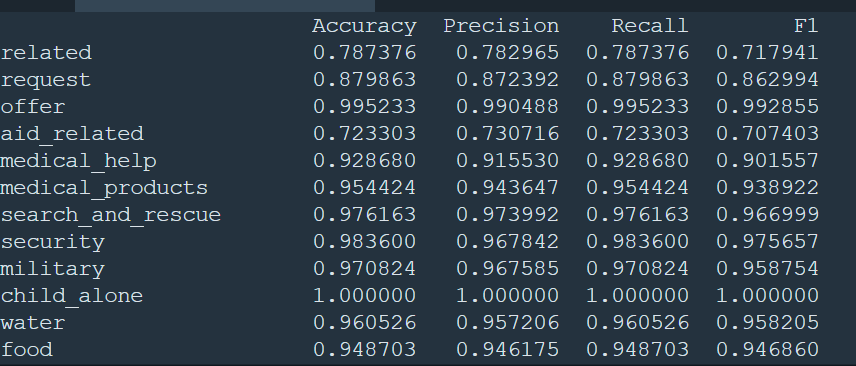 Accuracy Precision Recall F1
related 0.787376 0.782965 0.787376 0.717941
request 0.879863 0.872392 0.879863 0.862994
offer 0.995233 0.990488 0.995233 0.992855
aid_related 0.723303 0.730716 0.723303 0.707403
medical_help 0.928680 0.915530 0.928680 0.901557
medical_products 0.954424 0.943647 0.954424 0.938922
search_and_rescue 0.976163 0.973992 0.976163 0.966999
security 0.983600 0.967842 0.983600 0.975657
military 0.970824 0.967585 0.970824 0.958754
child_alone 1.000000 1.000000 1.000000 1.000000
water 0.960526 0.957206 0.960526 0.958205
food 0.948703 0.946175 0.948703 0.946860